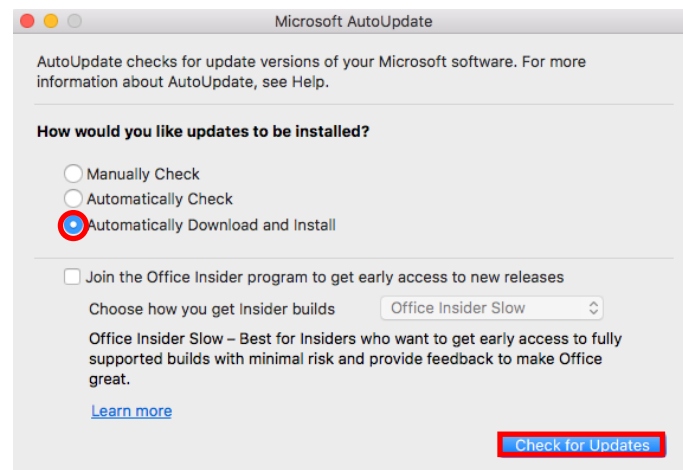 Microsoft AutoUpdate
AutoUpdate checks for update versions of your Microsoft software. For more
information about AutoUpdate, see Help.
How would you like updates to be installed?
Manually Check
Automatically Check
Automatically Download and Install
Join the Office Insider program to get early access to new releases
Choose how you get Insider builds Office Insider Slow
Office Insider Slow – Best for Insiders who want to get early access to fully
supported builds with minimal risk and provide feedback to make Office
great.
Learn more
Check for Updates